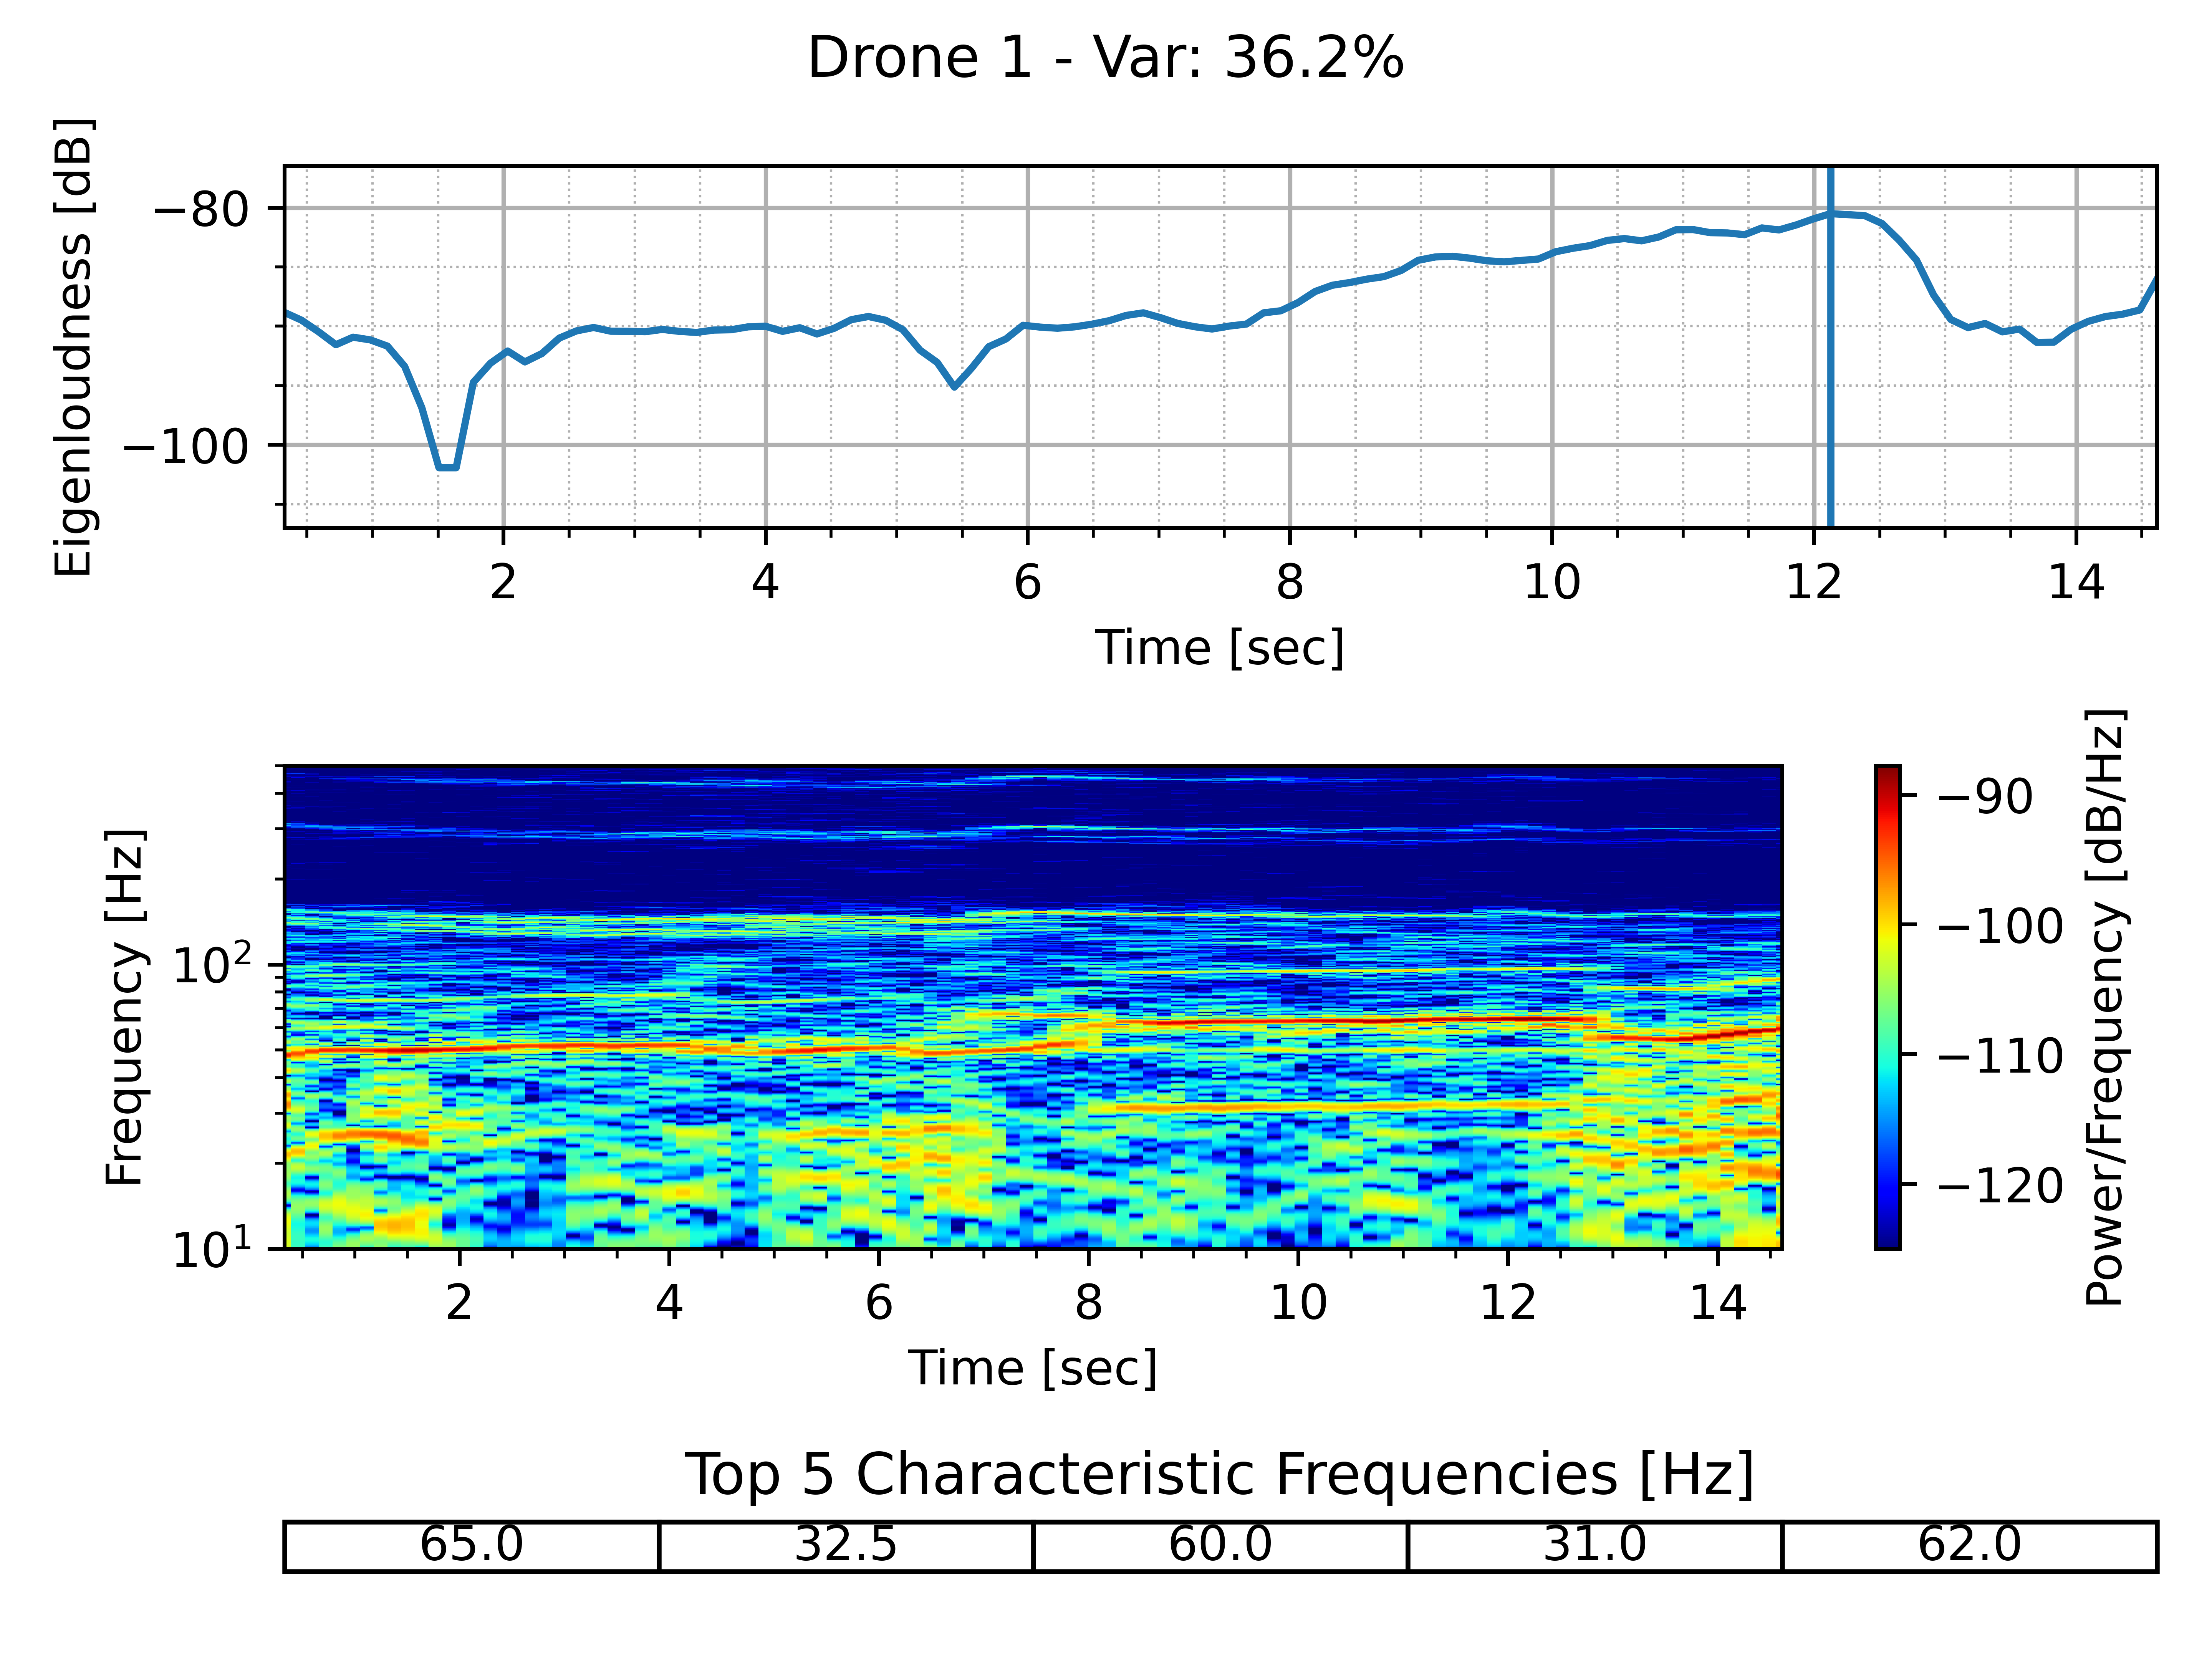 Drone 1 - Var: 36.2%
Eigenloudness [dB]
−80
−100
2 4 6 8 10 12 14
Time [sec]
Frequency [Hz]
10²
10¹
2 4 6 8 10 12 14
Time [sec]
−90
−100
−110
−120
Power/Frequency [dB/Hz]
Top 5 Characteristic Frequencies [Hz]
65.0 32.5 60.0 31.0 62.0